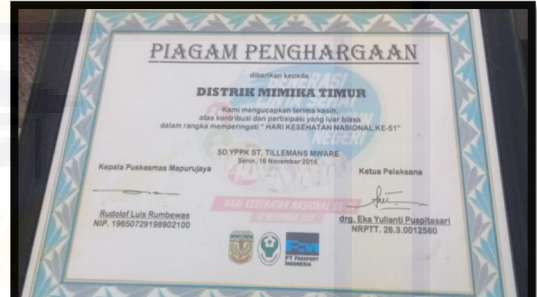 PIAGAM PENGHARGAAN
diberikan kepada
DISTRIK MIMIKA TIMUR
Kami mengucapkan terima kasih,
atas kontribusi dan partisipasi yang luar biasa
dalam rangka memperingati " HARI KESEHATAN NASIONAL KE-51"
SD YPPK ST. TILLEMANS MWARE
Senin, 16 November 2015
Kepala Puskesmas Mapurujaya
Rudolof Luis Rumbewas
NIP. 19650729198902100
Ketua Pelaksana
drg. Eka Yulianti Puspitasari
NRPTT. 26.3.0012560
GENERASI
NEGERI
HARI KESEHATAN NASIONAL KE-
PT FREEPORT
INDONESIA